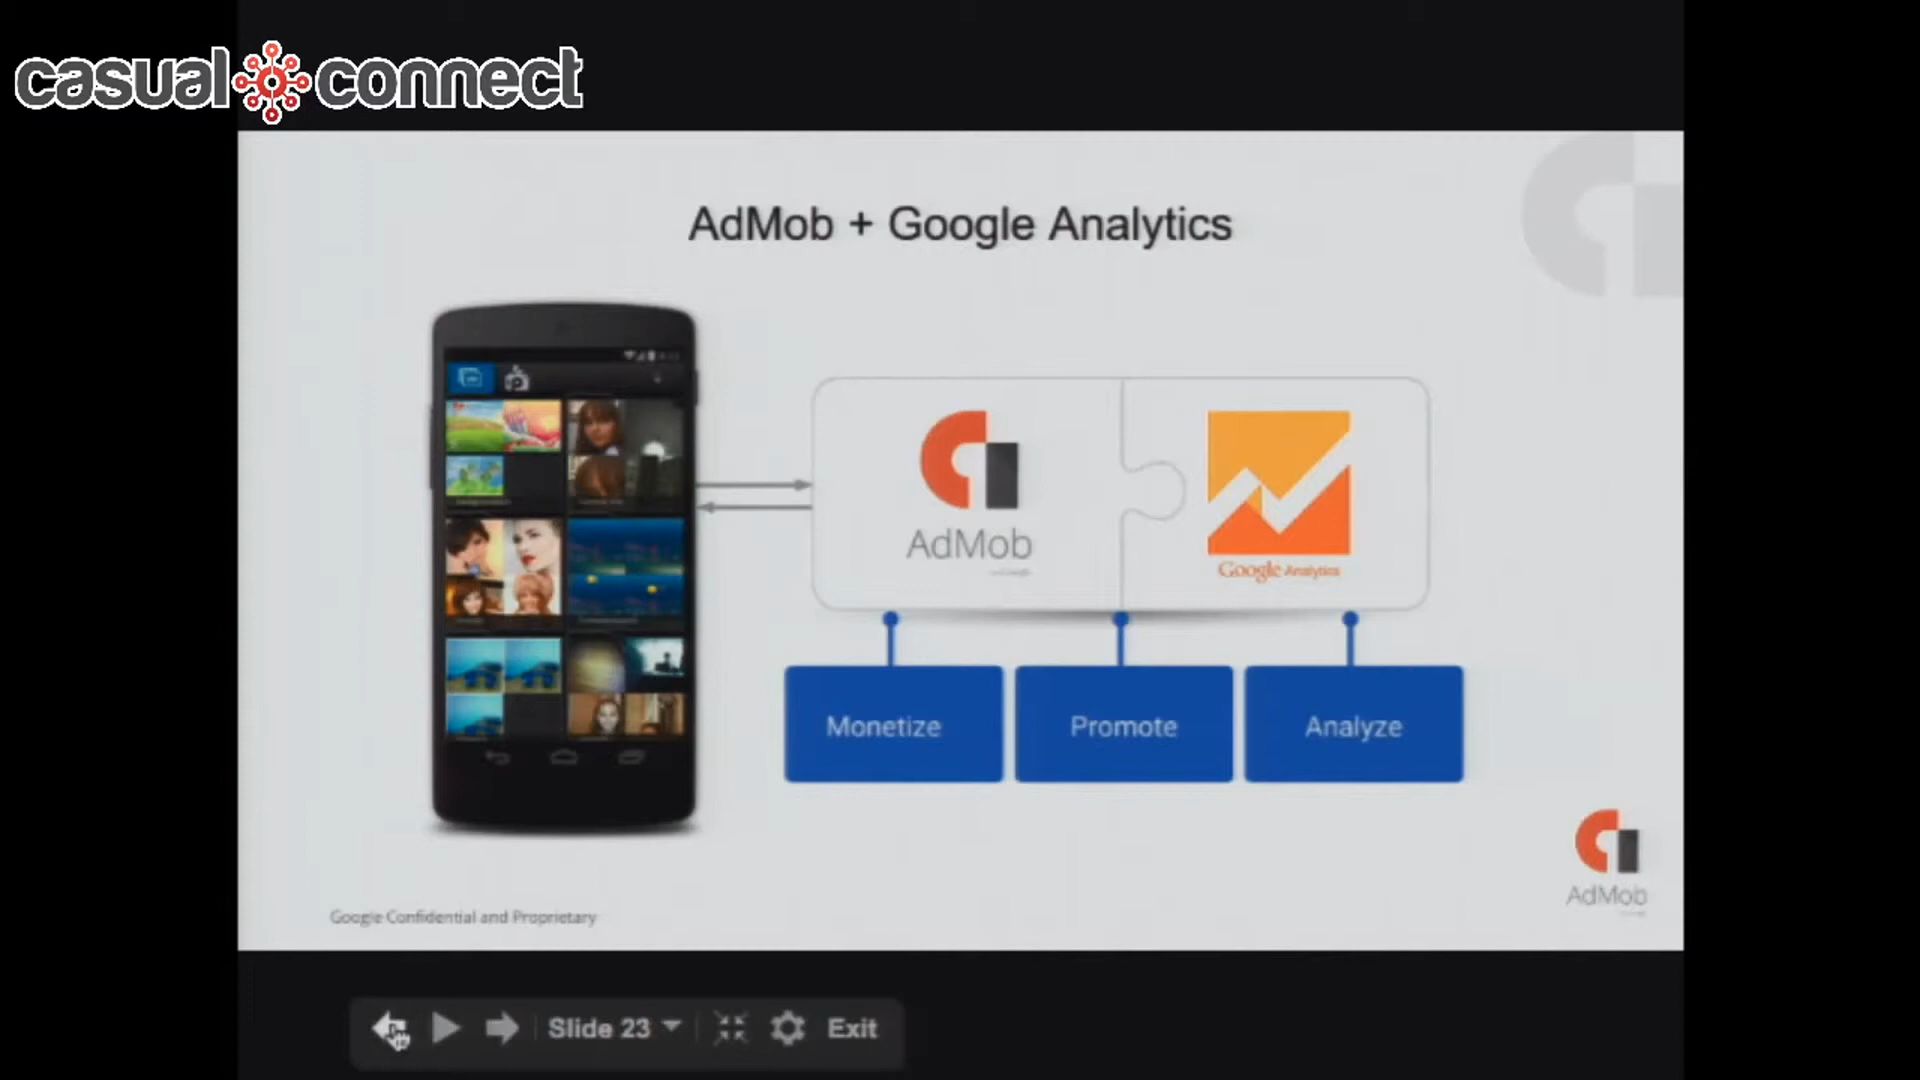 casual connect
AdMob + Google Analytics
AdMob
Google Analytics
Monetize
Promote
Analyze
AdMob
Google Confidential and Proprietary
Slide 23
Exit